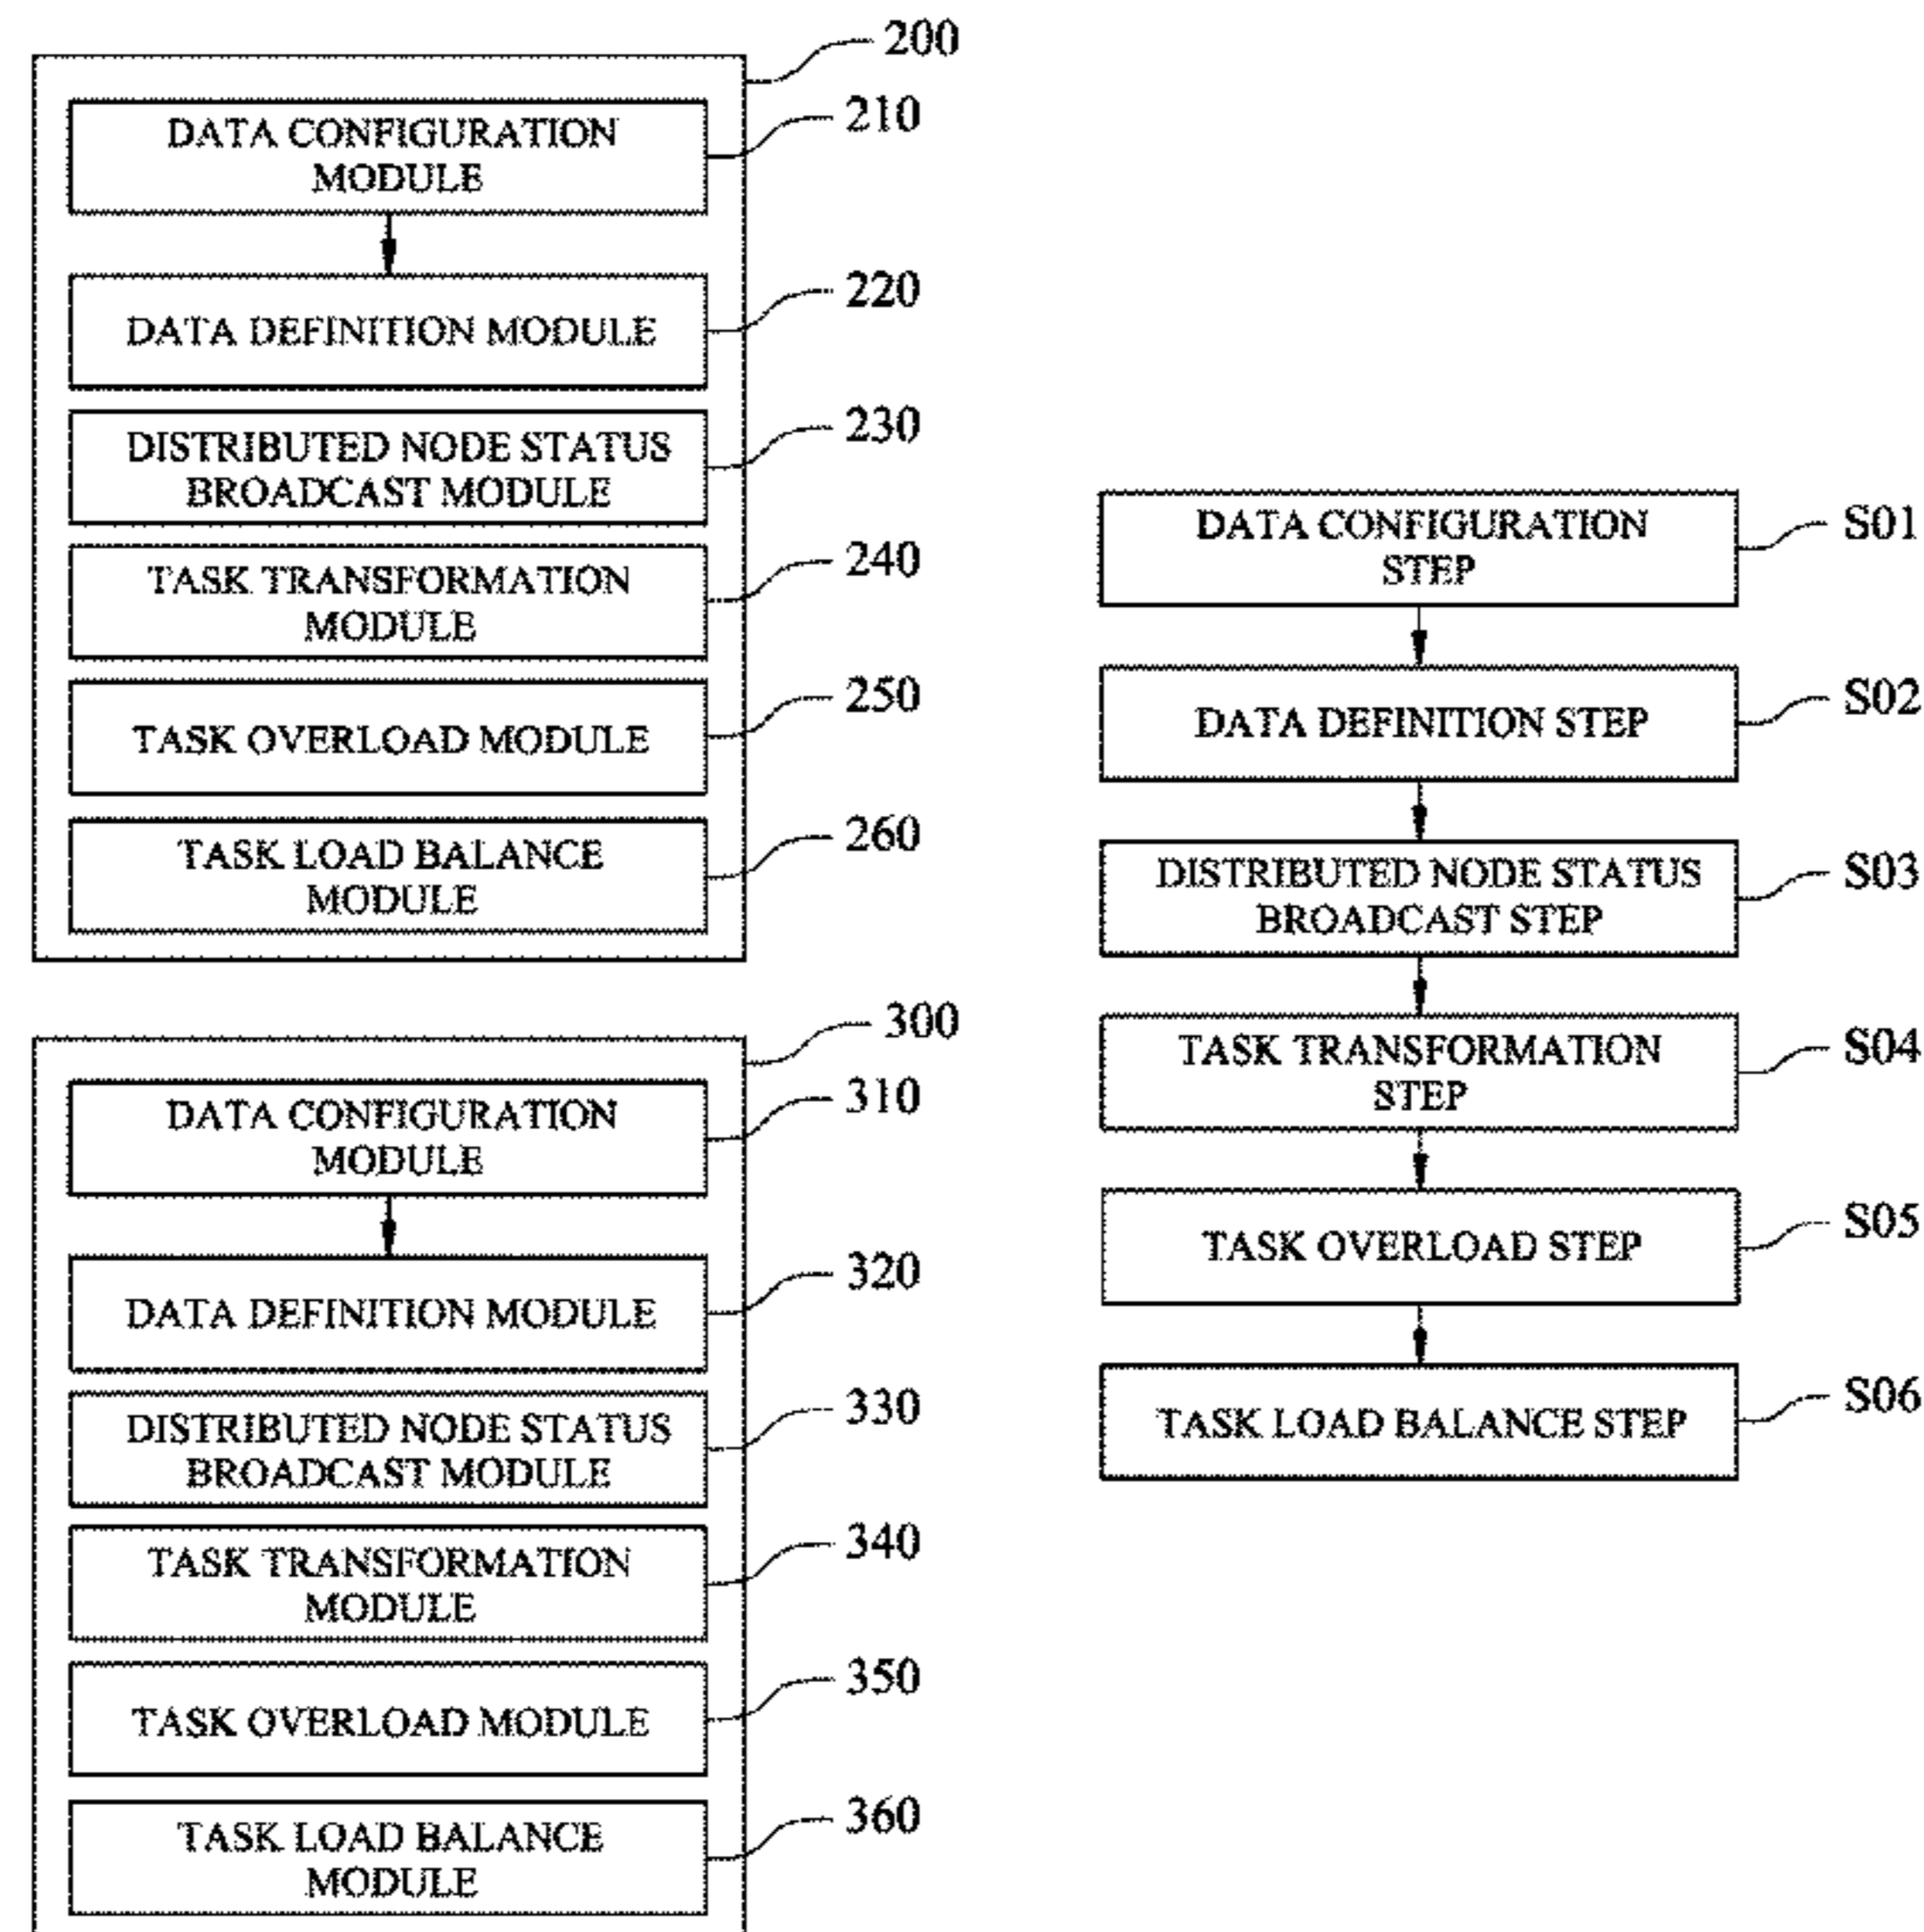 200
DATA CONFIGURATION
MODULE
210
DATA DEFINITION MODULE
220
DISTRIBUTED NODE STATUS
BROADCAST MODULE
230
TASK TRANSFORMATION
MODULE
240
TASK OVERLOAD MODULE
250
TASK LOAD BALANCE
MODULE
260
300
DATA CONFIGURATION
MODULE
310
DATA DEFINITION MODULE
320
DISTRIBUTED NODE STATUS
BROADCAST MODULE
330
TASK TRANSFORMATION
MODULE
340
TASK OVERLOAD MODULE
350
TASK LOAD BALANCE
MODULE
360
DATA CONFIGURATION
STEP
S01
DATA DEFINITION STEP
S02
DISTRIBUTED NODE STATUS
BROADCAST STEP
S03
TASK TRANSFORMATION
STEP
S04
TASK OVERLOAD STEP
S05
TASK LOAD BALANCE STEP
S06